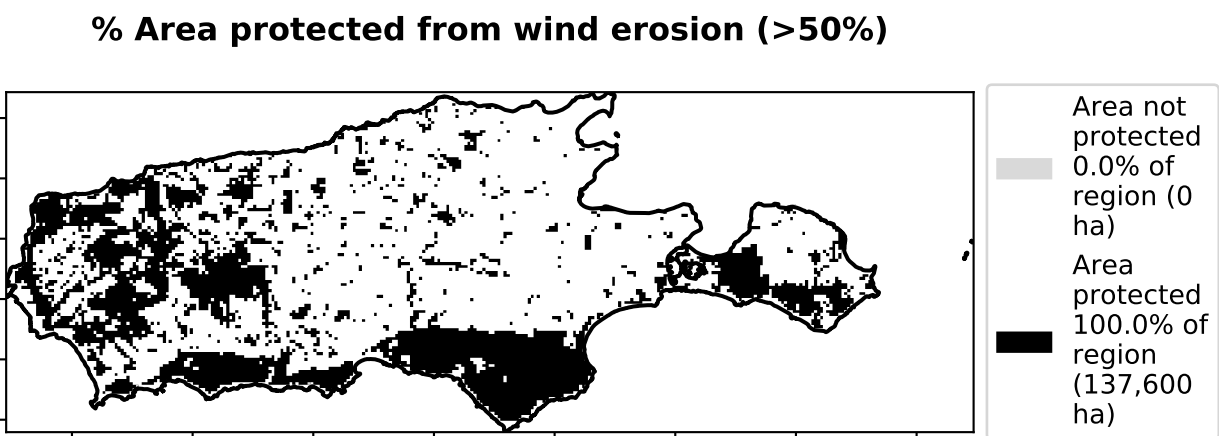 % Area protected from wind erosion (>50%)
Area not
protected
0.0% of
region (0
ha)
Area
protected
100.0% of
region
(137,600
ha)